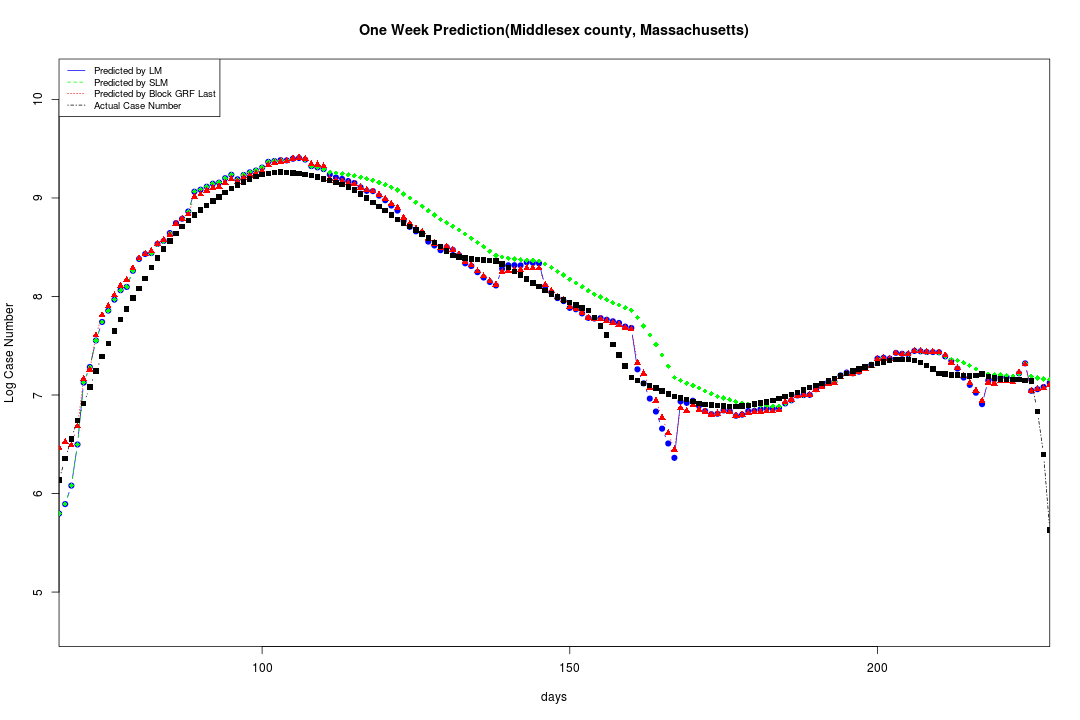 One Week Prediction(Middlesex county, Massachusetts)
Predicted by LM
Predicted by SLM
Predicted by Block GRF Last
Actual Case Number
10
9
8
7
6
5
Log Case Number
100
150
200
days